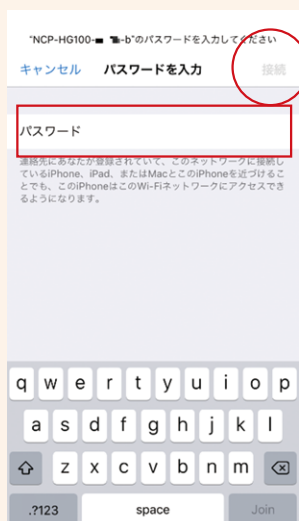 “NCP-HG100- -b”のパスワードを入力してください
キャンセル パスワードを入力 接続
パスワード
連絡先にあなたが登録されていて、このネットワークに接続し
ているiPhone、iPad、またはMacとこのiPhoneを近づけるこ
とでも、このiPhoneはこのWi-Fiネットワークにアクセスでき
るようになります。
q w e r t y u i o p
a s d f g h j k l
z x c v b n m
.?123 space Join